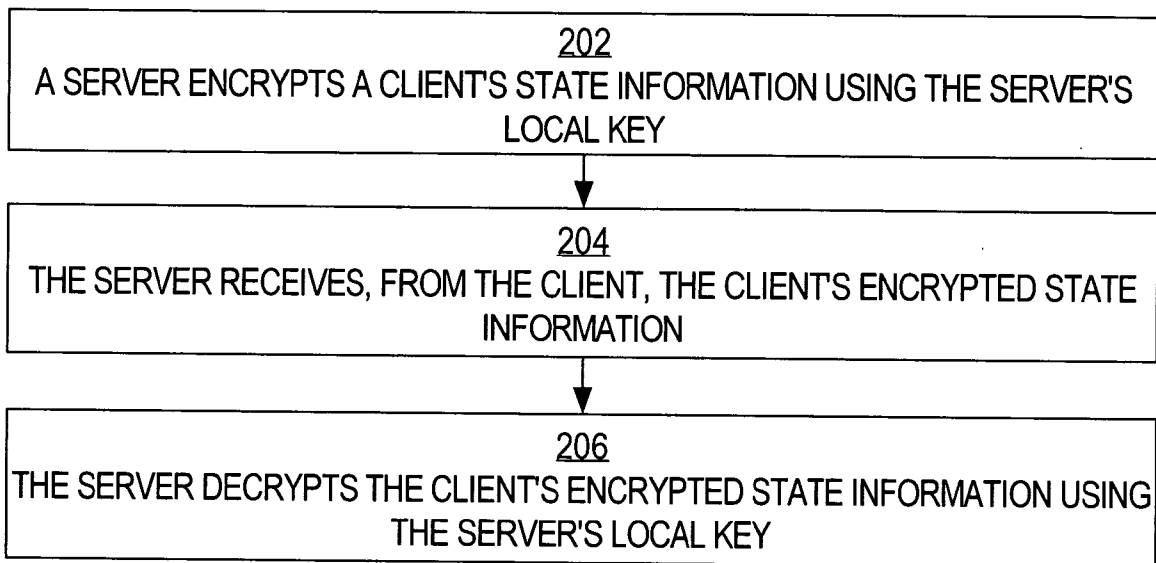 202
A SERVER ENCRYPTS A CLIENT'S STATE INFORMATION USING THE SERVER'S
LOCAL KEY
204
THE SERVER RECEIVES, FROM THE CLIENT, THE CLIENT'S ENCRYPTED STATE
INFORMATION
206
THE SERVER DECRYPTS THE CLIENT'S ENCRYPTED STATE INFORMATION USING
THE SERVER'S LOCAL KEY